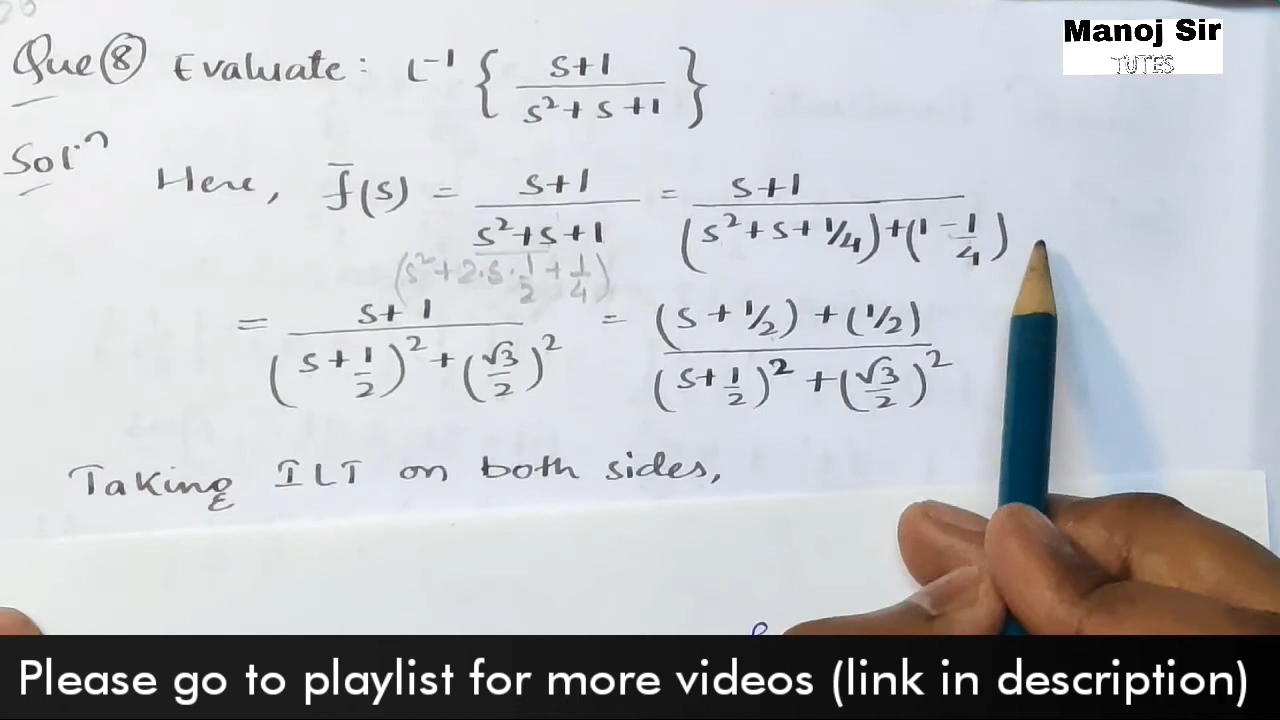 Manoj Sir
TUTES
Que 8 Evaluate: L⁻¹ { (s+1)/(s²+s+1) }
Solⁿ
Here, f̄(s) = (s+1)/(s²+s+1) = (s+1)/((s²+s+1/4)+(1-1/4))
(s²+2·s·1/2+1/4)
= (s+1)/((s+1/2)²+(√3/2)²) = ((s+1/2)+(1/2))/((s+1/2)²+(√3/2)²)
Taking ILT on both sides,
Please go to playlist for more videos (link in description)